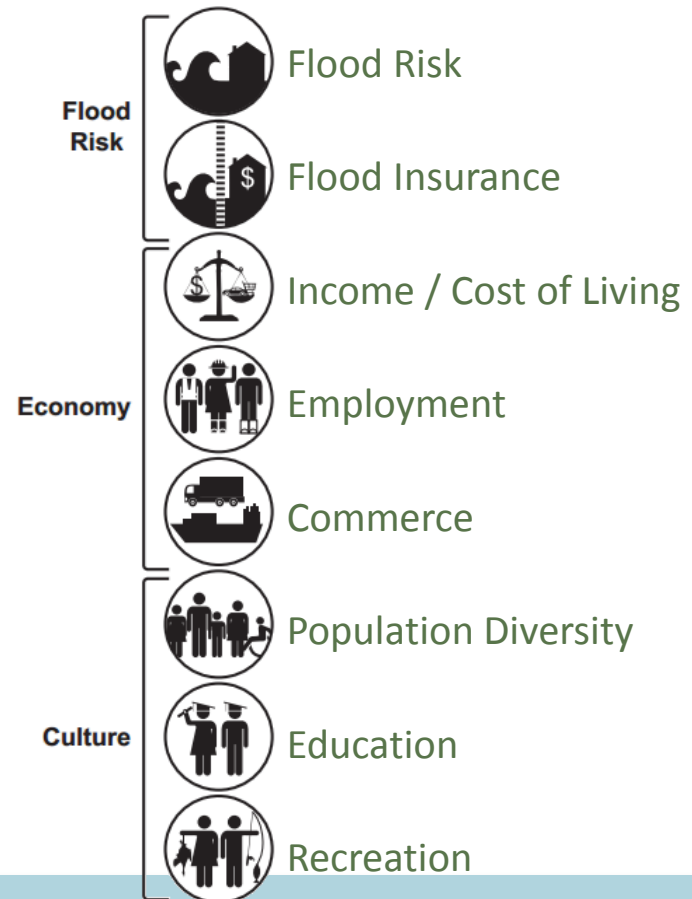 Flood Risk
Flood
Risk
$
Flood Insurance
$
Income / Cost of Living
Economy
Employment
Commerce
Population Diversity
Culture
Education
Recreation